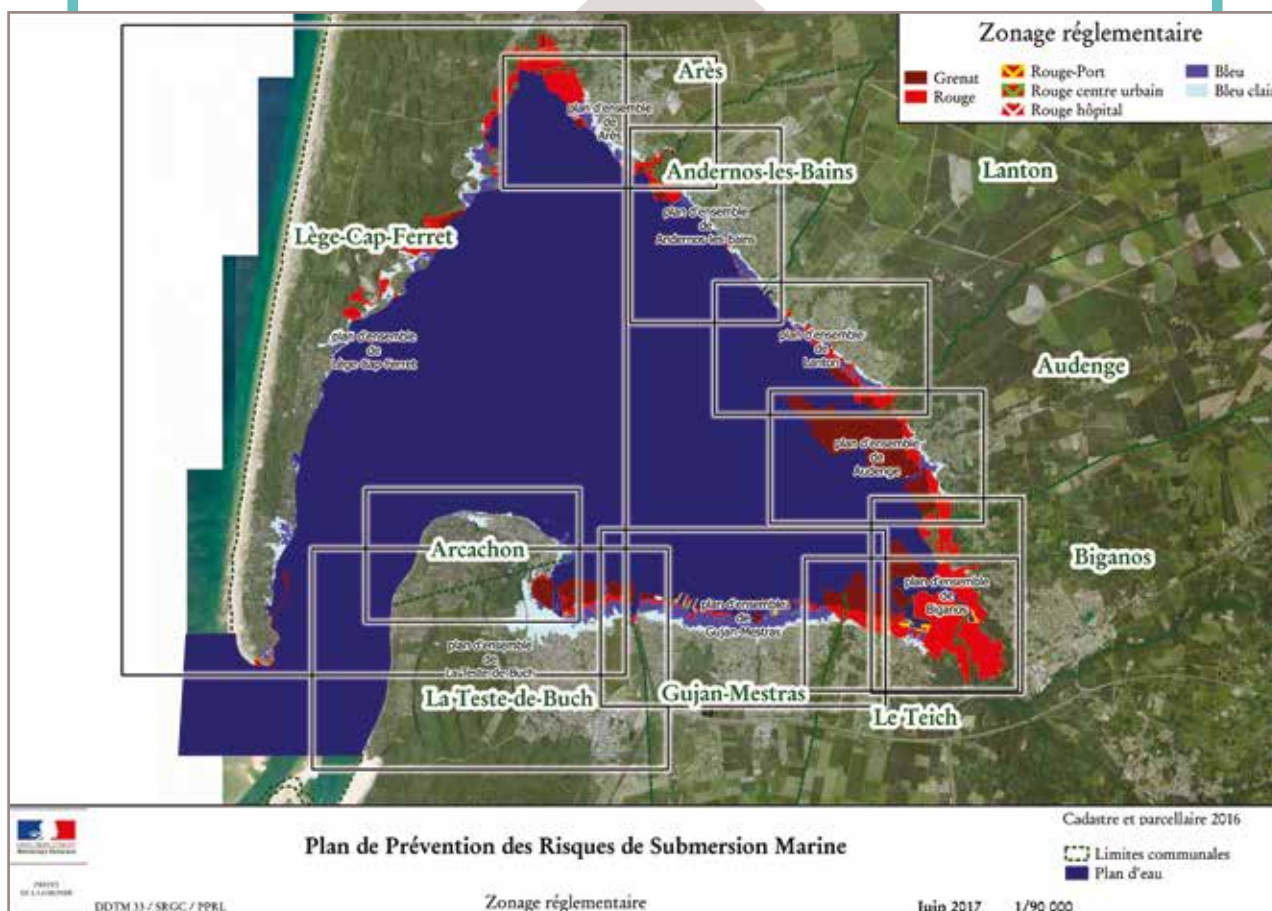 Zonage réglementaire
Grenat
Rouge
Rouge-Port
Rouge centre urbain
Rouge hôpital
Bleu
Bleu clair
Arès
plan d'ensemble
de
Arès
Andernos-les-Bains
plan d'ensemble
de
Andernos-les-bains
Lanton
Lège-Cap-Ferret
plan d'ensemble
de
Lège-Cap-Ferret
plan d'ensemble
de
Lanton
Audenge
plan d'ensemble
de
Audenge
Arcachon
Biganos
plan d'ensemble
de
Biganos
plan d'ensemble
de
Gujan-Mestras
plan d'ensemble
de
La Teste-de-Buch
La Teste-de-Buch
Gujan-Mestras
Le Teich
Plan de Prévention des Risques de Submersion Marine
Zonage réglementaire
DDTM 33 / SRGC / PPRL
Cadastre et parcellaire 2016
Limites communales
Plan d'eau
Juin 2017 1/90 000